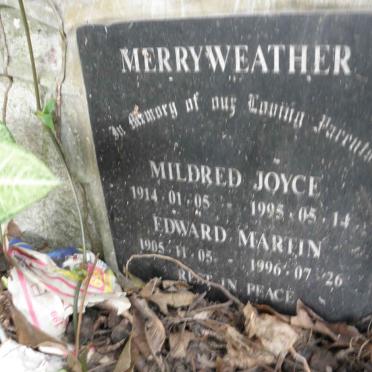 MERRYWEATHER
In Memory of our Loving Parents
MILDRED JOYCE
1914·01·05 - 1995·05·14
EDWARD MARTIN
1905·11·05 - 1996·07·26
REST IN PEACE